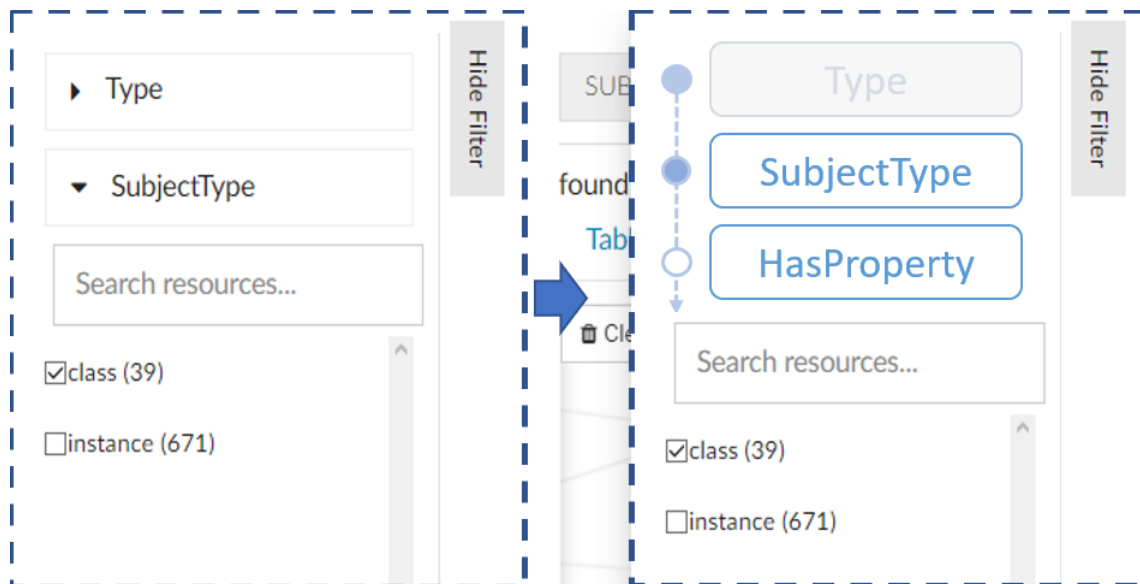 Type
SubjectType
Search resources...
class (39)
instance (671)
Hide Filter
SUB
found
Tab
Cle
Type
SubjectType
HasProperty
Search resources...
class (39)
instance (671)
Hide Filter